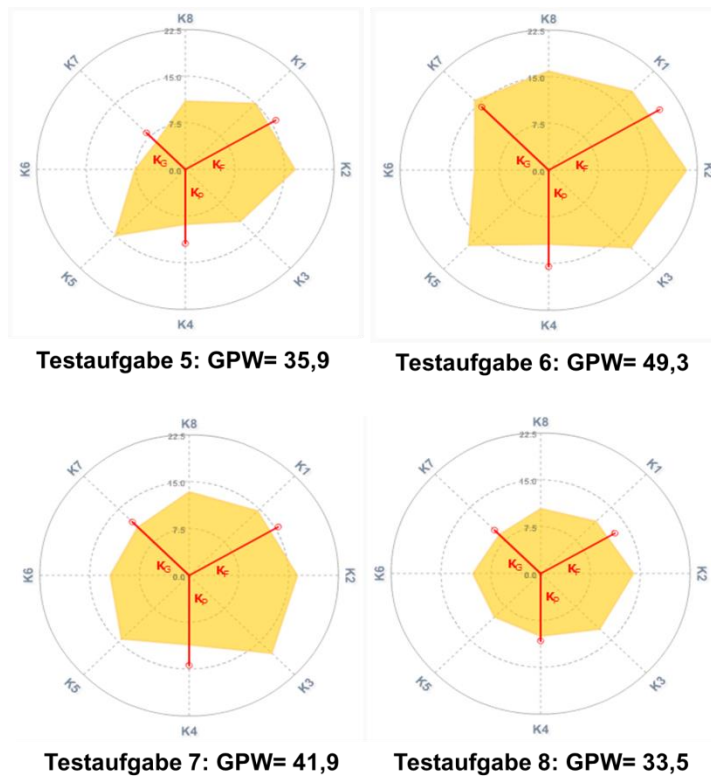 K8
22.5
K7
K1
15.0
7.5
K6
0.0
K2
KG
KF
KP
K5
K3
K4
Testaufgabe 5: GPW= 35,9
K8
22.5
K7
K1
15.0
7.5
K6
0.0
K2
KG
KF
KP
K5
K3
K4
Testaufgabe 6: GPW= 49,3
K8
22.5
K7
K1
15.0
7.5
K6
0.0
K2
KG
KF
KP
K5
K3
K4
Testaufgabe 7: GPW= 41,9
K8
22.5
K7
K1
15.0
7.5
K6
0.0
K2
KG
KF
KP
K5
K3
K4
Testaufgabe 8: GPW= 33,5